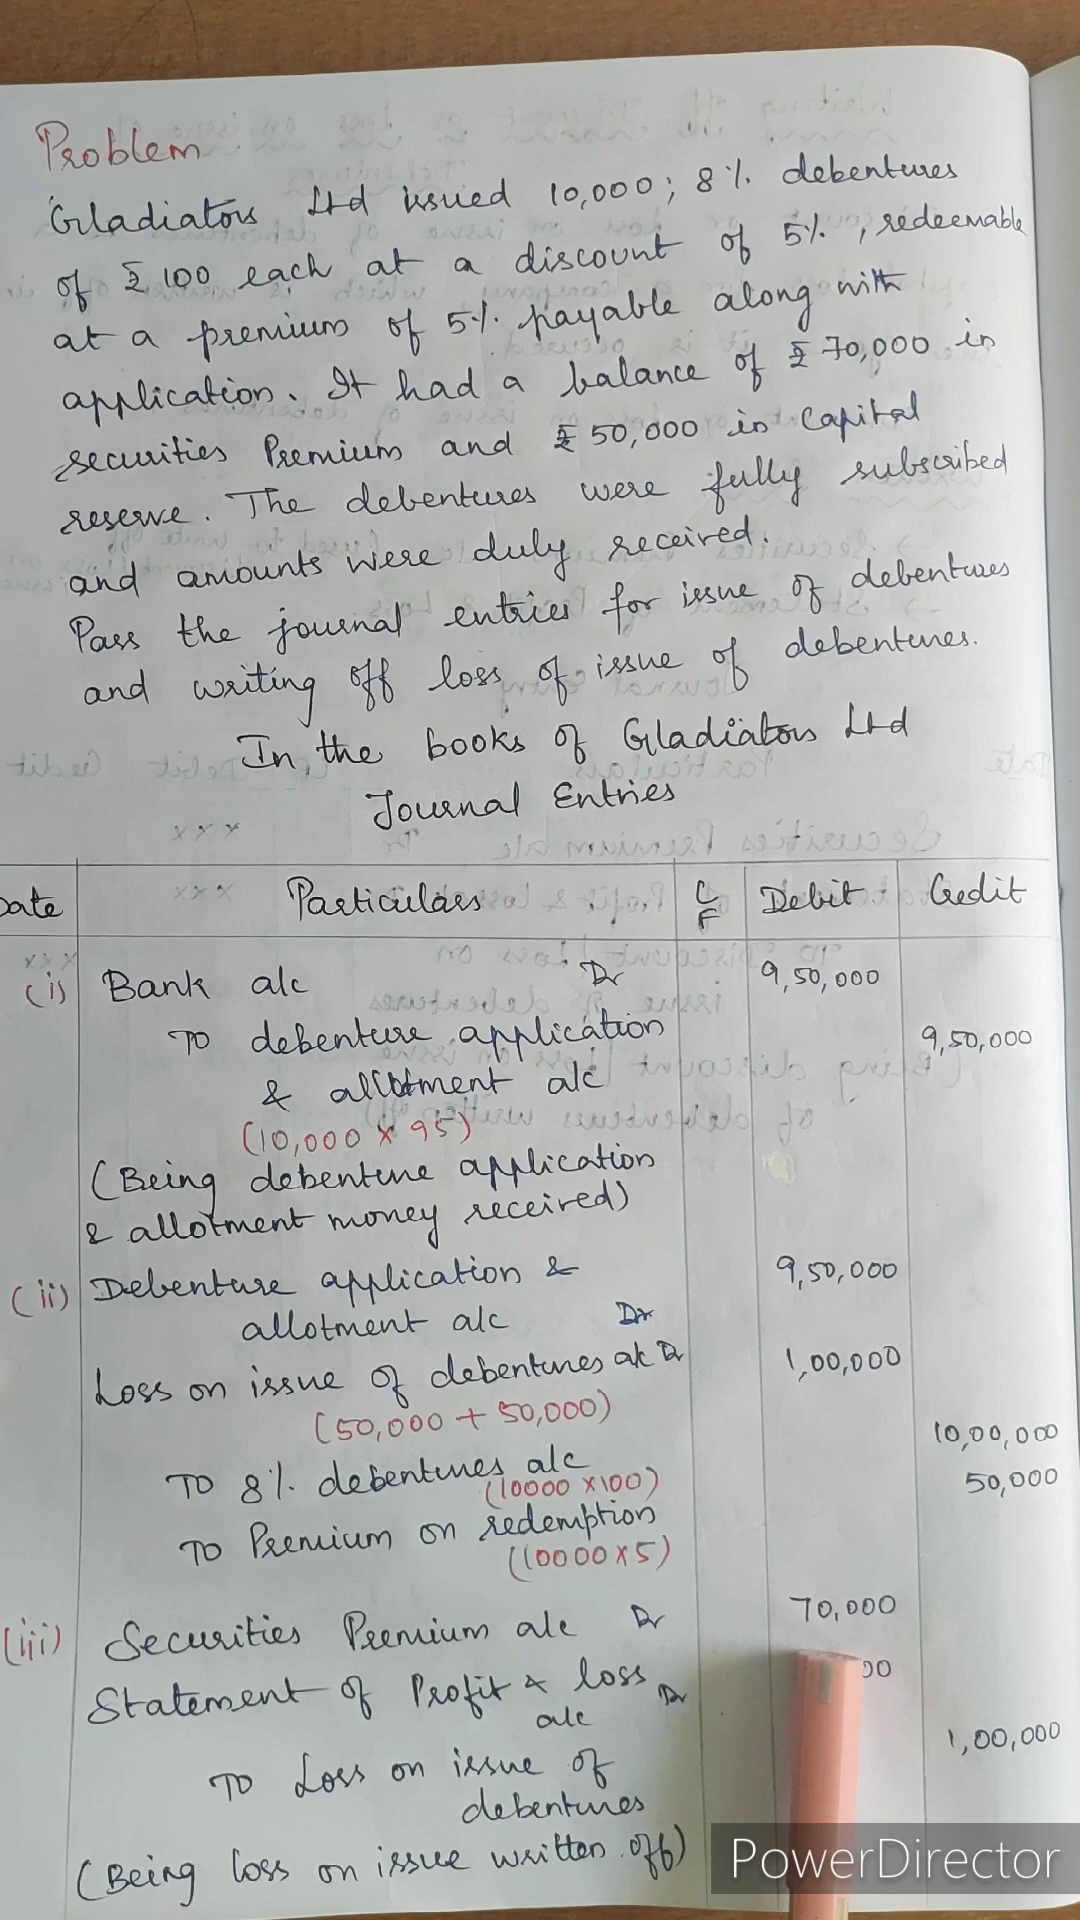 Problem
Gladiators Ltd issued 10,000; 8% debentures
of ₹ 100 each at a discount of 5%, redeemable
at a premium of 5% payable along with
application. It had a balance of ₹ 70,000 in
securities Premium and ₹ 50,000 in Capital
reserve. The debentures were fully subscribed
and amounts were duly received.
Pass the journal entries for issue of debentures
and writing off loss of issue of debentures.
In the books of Gladiators Ltd
Journal Entries
Date Particulars L F Debit Credit
(i) Bank a/c Dr 9,50,000
To debenture application 9,50,000
& allotment a/c
(10,000 x 95)
(Being debenture application
& allotment money received)
(ii) Debenture application & 9,50,000
allotment a/c Dr
Loss on issue of debentures a/c Dr 1,00,000
(50,000 + 50,000)
10,00,000
To 8% debentures a/c 50,000
(10000 x 100)
To Premium on redemption
(10000 x 5)
(iii) Securities Premium a/c Dr 70,000
Statement of Profit & loss Dr 00
a/c
1,00,000
To Loss on issue of
debentures
(Being loss on issue written off)
PowerDirector